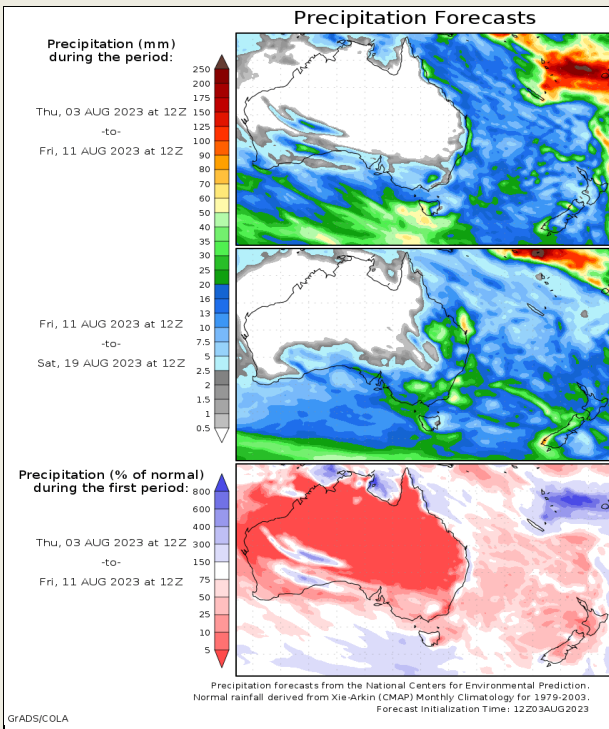 Precipitation Forecasts
Precipitation (mm)
during the period:
Thu, 03 AUG 2023 at 12Z
-to-
Fri, 11 AUG 2023 at 12Z
250
200
175
150
125
100
90
80
70
60
50
40
35
30
25
20
16
13
10
7.5
5
2.5
2
1.5
1
0.5
Fri, 11 AUG 2023 at 12Z
-to-
Sat, 19 AUG 2023 at 12Z
Precipitation (% of normal)
during the first period:
Thu, 03 AUG 2023 at 12Z
-to-
Fri, 11 AUG 2023 at 12Z
800
600
400
300
150
75
50
25
10
5
Precipitation forecasts from the National Centers for Environmental Prediction.
Normal rainfall derived from Xie-Arkin (CMAP) Monthly Climatology for 1979-2003.
Forecast Initialization Time: 12Z03AUG2023
GrADS/COLA